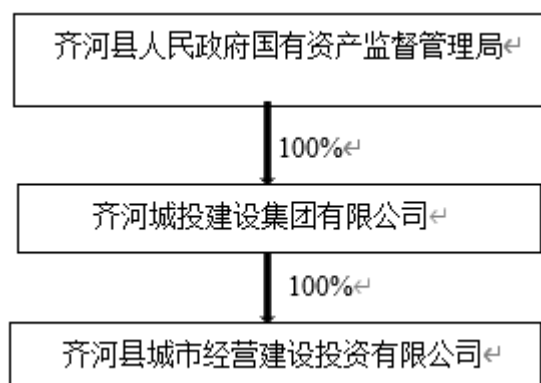 齐河县人民政府国有资产监督管理局↵
100%↵
齐河城投建设集团有限公司↵
100%↵
齐河县城市经营建设投资有限公司↵